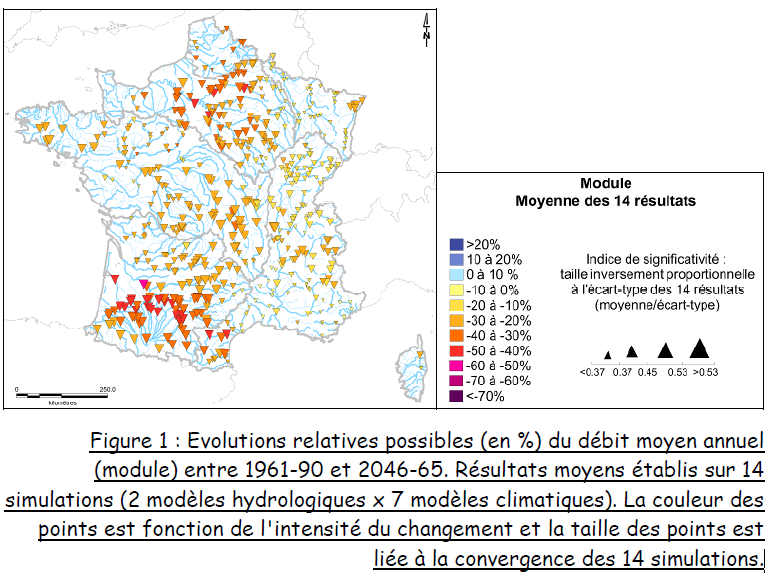 N
0
250.0
kilomètres
Module
Moyenne des 14 résultats
>20%
10 à 20%
0 à 10 %
-10 à 0%
-20 à -10%
-30 à -20%
-40 à -30%
-50 à -40%
-60 à -50%
-70 à -60%
<-70%
Indice de significativité :
taille inversement proportionnelle
à l'écart-type des 14 résultats
(moyenne/écart-type)
<0.37 0.37 0.45 0.53 >0.53
Figure 1 : Evolutions relatives possibles (en %) du débit moyen annuel
(module) entre 1961-90 et 2046-65. Résultats moyens établis sur 14
simulations (2 modèles hydrologiques x 7 modèles climatiques). La couleur des
points est fonction de l'intensité du changement et la taille des points est
liée à la convergence des 14 simulations.